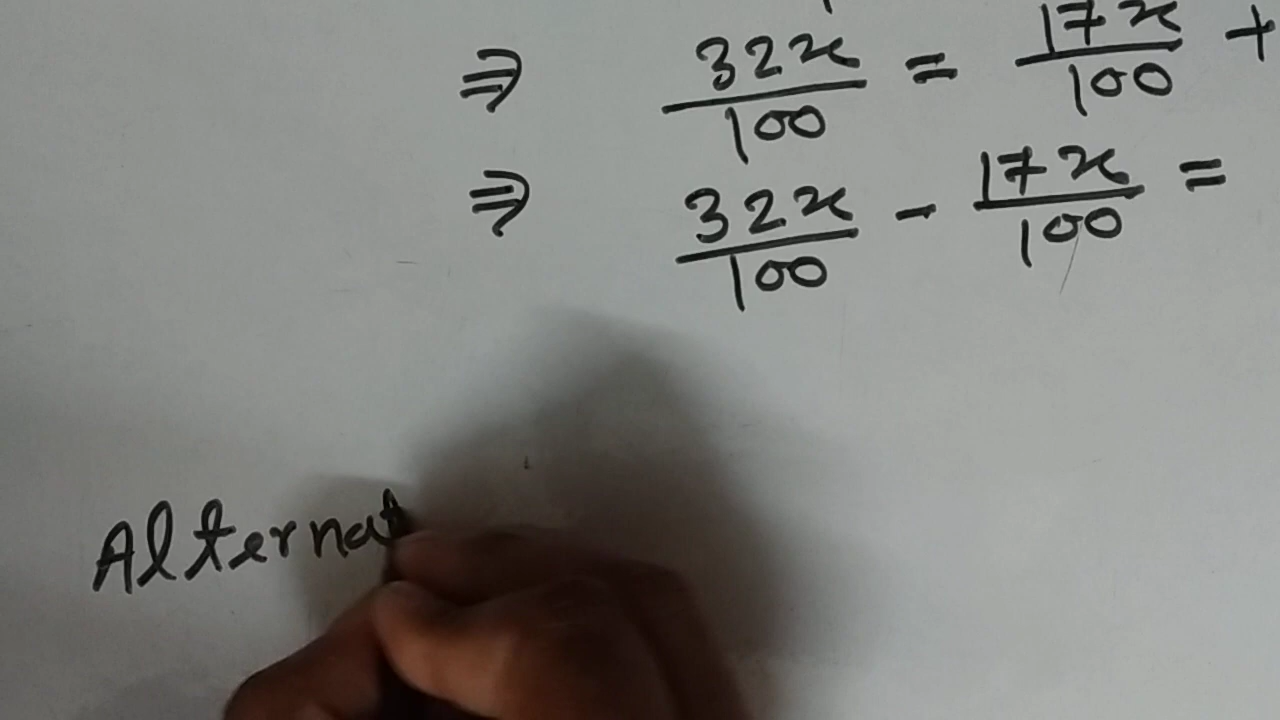 ⇒ 32x/100 = 17x/100 +
⇒ 32x/100 - 17x/100 =
Alternat